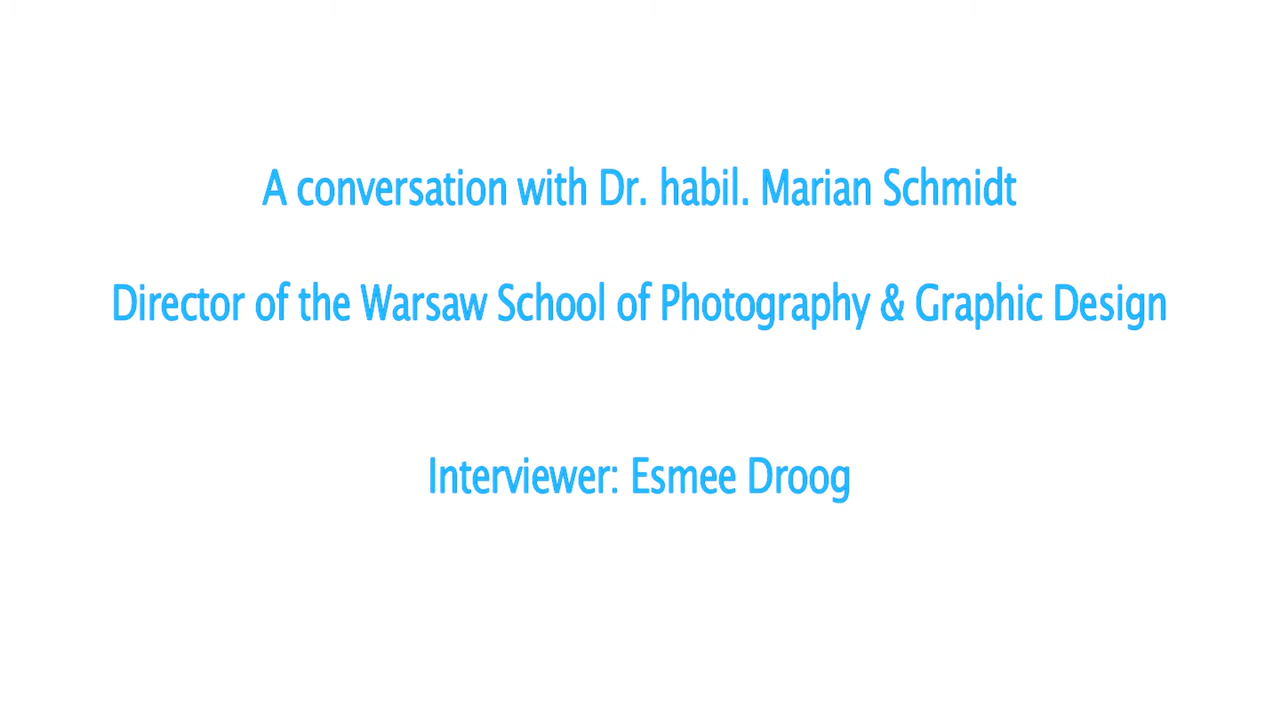 A conversation with Dr. habil. Marian Schmidt
Director of the Warsaw School of Photography & Graphic Design
Interviewer: Esmee Droog